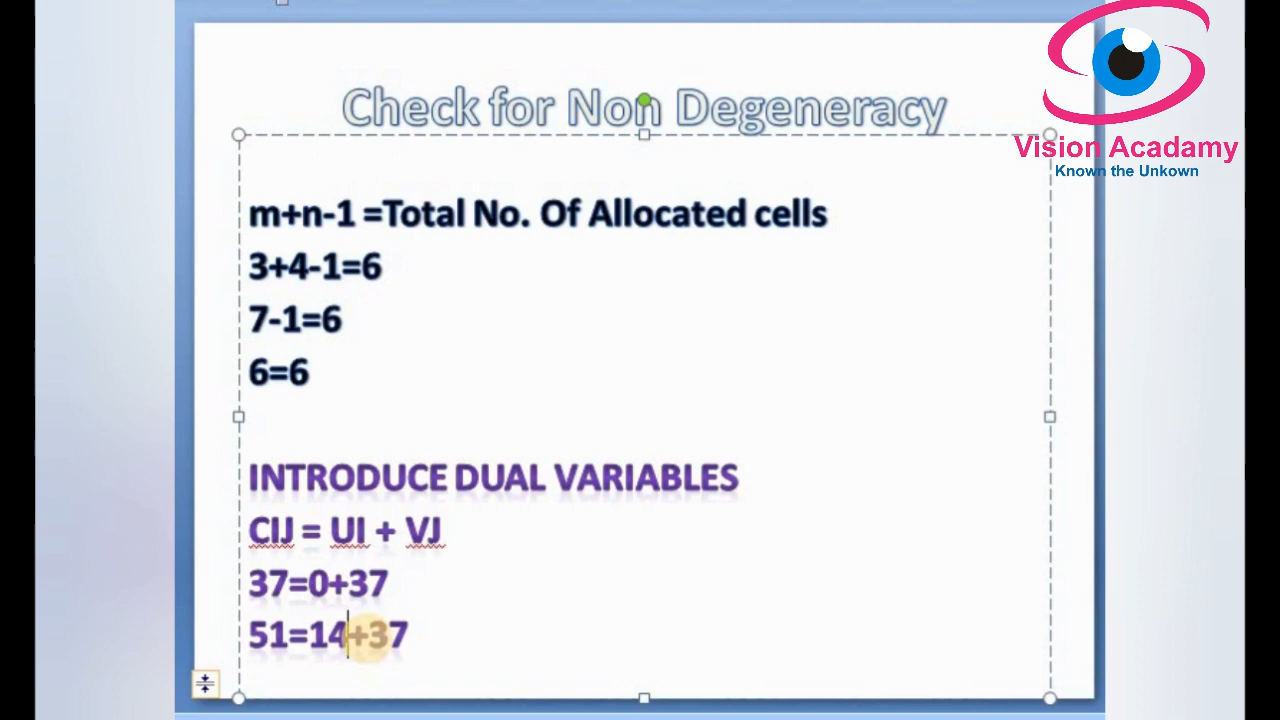 Check for Non Degeneracy
Vision Acadamy
Known the Unkown
m+n-1 =Total No. Of Allocated cells
3+4-1=6
7-1=6
6=6
INTRODUCE DUAL VARIABLES
CIJ = UI + VJ
37=0+37
51=14+37